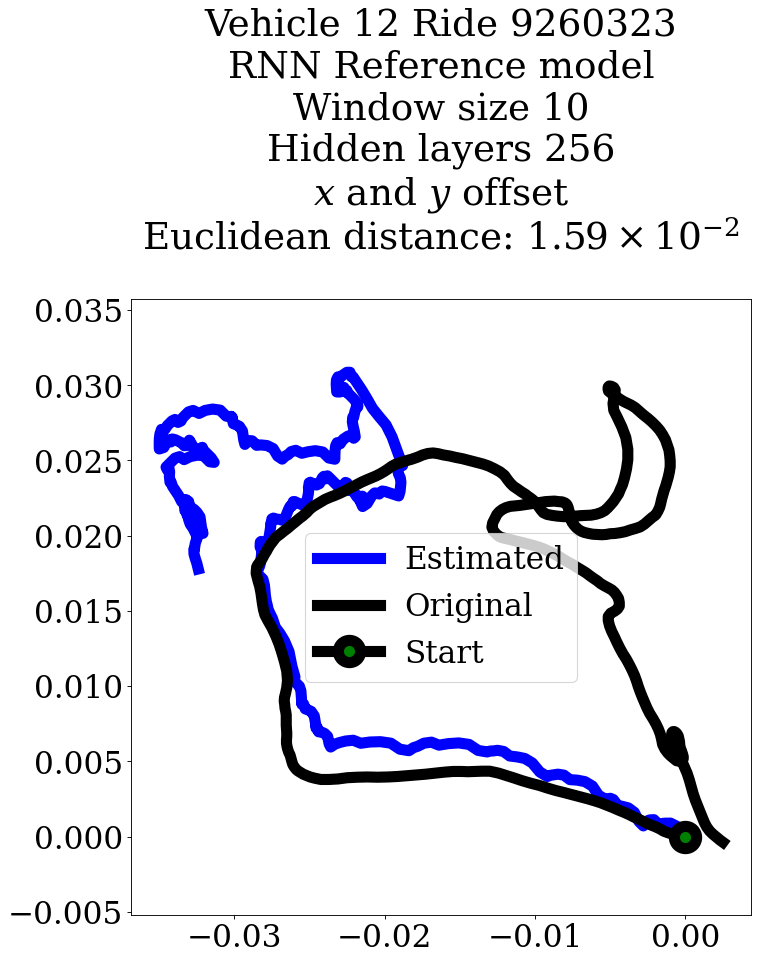 Vehicle 12 Ride 9260323
RNN Reference model
Window size 10
Hidden layers 256
x and y offset
Euclidean distance: 1.59 × 10⁻²
0.035
0.030
0.025
0.020
0.015
0.010
0.005
0.000
−0.005
Estimated
Original
Start
−0.03 −0.02 −0.01 0.00